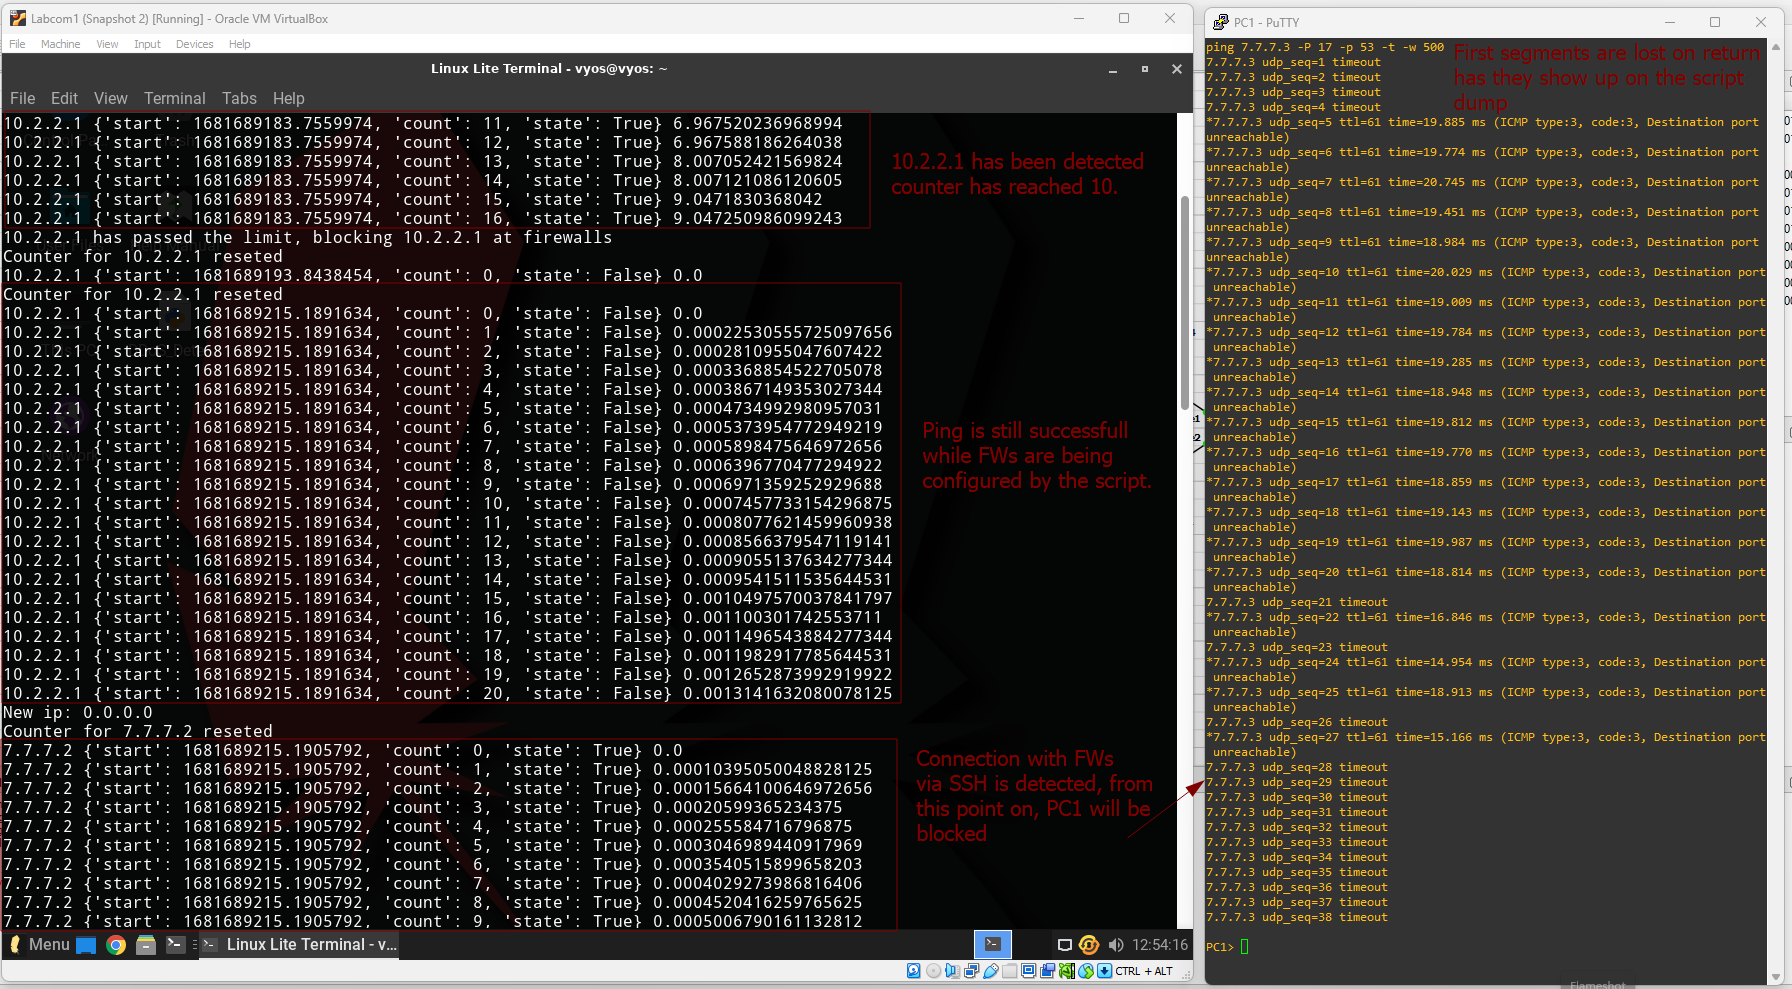 Labcom1 (Snapshot 2) [Running] - Oracle VM VirtualBox
File Machine View Input Devices Help
Linux Lite Terminal - vyos@vyos: ~
File Edit View Terminal Tabs Help
10.2.2.1 {'start': 1681689183.7559974, 'count': 11, 'state': True} 6.967520236968994
10.2.2.1 {'start': 1681689183.7559974, 'count': 12, 'state': True} 6.967588186264038
10.2.2.1 {'start': 1681689183.7559974, 'count': 13, 'state': True} 8.007052421569824
10.2.2.1 {'start': 1681689183.7559974, 'count': 14, 'state': True} 8.007121086120605
10.2.2.1 {'start': 1681689183.7559974, 'count': 15, 'state': True} 9.0471830368042
10.2.2.1 {'start': 1681689183.7559974, 'count': 16, 'state': True} 9.047250986099243
10.2.2.1 has passed the limit, blocking 10.2.2.1 at firewalls
Counter for 10.2.2.1 reseted
10.2.2.1 {'start': 1681689193.8438454, 'count': 0, 'state': False} 0.0
Counter for 10.2.2.1 reseted
10.2.2.1 {'start': 1681689215.1891634, 'count': 0, 'state': False} 0.0
10.2.2.1 {'start': 1681689215.1891634, 'count': 1, 'state': False} 0.00022530555725097656
10.2.2.1 {'start': 1681689215.1891634, 'count': 2, 'state': False} 0.0002810955047607422
10.2.2.1 {'start': 1681689215.1891634, 'count': 3, 'state': False} 0.0003368854522705078
10.2.2.1 {'start': 1681689215.1891634, 'count': 4, 'state': False} 0.00038671493530273​44
10.2.2.1 {'start': 1681689215.1891634, 'count': 5, 'state': False} 0.0004734992980957031
10.2.2.1 {'start': 1681689215.1891634, 'count': 6, 'state': False} 0.0005373954772949219
10.2.2.1 {'start': 1681689215.1891634, 'count': 7, 'state': False} 0.0005898475646972656
10.2.2.1 {'start': 1681689215.1891634, 'count': 8, 'state': False} 0.0006396770477294922
10.2.2.1 {'start': 1681689215.1891634, 'count': 9, 'state': False} 0.0006971359252929688
10.2.2.1 {'start': 1681689215.1891634, 'count': 10, 'state': False} 0.0007457733154296875
10.2.2.1 {'start': 1681689215.1891634, 'count': 11, 'state': False} 0.0008077621459960938
10.2.2.1 {'start': 1681689215.1891634, 'count': 12, 'state': False} 0.0008566379547119141
10.2.2.1 {'start': 1681689215.1891634, 'count': 13, 'state': False} 0.0009055137634277344
10.2.2.1 {'start': 1681689215.1891634, 'count': 14, 'state': False} 0.0009541511535644531
10.2.2.1 {'start': 1681689215.1891634, 'count': 15, 'state': False} 0.0010497570037841797
10.2.2.1 {'start': 1681689215.1891634, 'count': 16, 'state': False} 0.001100301742553711
10.2.2.1 {'start': 1681689215.1891634, 'count': 17, 'state': False} 0.0011496543884277344
10.2.2.1 {'start': 1681689215.1891634, 'count': 18, 'state': False} 0.0011982917785644531
10.2.2.1 {'start': 1681689215.1891634, 'count': 19, 'state': False} 0.0012652873992919922
10.2.2.1 {'start': 1681689215.1891634, 'count': 20, 'state': False} 0.0013141632080078125
New ip: 0.0.0.0
Counter for 7.7.7.2 reseted
7.7.7.2 {'start': 1681689215.1905792, 'count': 0, 'state': True} 0.0
7.7.7.2 {'start': 1681689215.1905792, 'count': 1, 'state': True} 0.00010395050048828125
7.7.7.2 {'start': 1681689215.1905792, 'count': 2, 'state': True} 0.00015664100646972656
7.7.7.2 {'start': 1681689215.1905792, 'count': 3, 'state': True} 0.00020599365234375
7.7.7.2 {'start': 1681689215.1905792, 'count': 4, 'state': True} 0.000255584716796875
7.7.7.2 {'start': 1681689215.1905792, 'count': 5, 'state': True} 0.0003046989440917969
7.7.7.2 {'start': 1681689215.1905792, 'count': 6, 'state': True} 0.0003540515899658203
7.7.7.2 {'start': 1681689215.1905792, 'count': 7, 'state': True} 0.0004029273986816406
7.7.7.2 {'start': 1681689215.1905792, 'count': 8, 'state': True} 0.0004520416259765625
7.7.7.2 {'start': 1681689215.1905792, 'count': 9, 'state': True} 0.0005006790161132812
10.2.2.1 has been detected
counter has reached 10.
Ping is still successfull
while FWs are being
configured by the script.
Connection with FWs
via SSH is detected, from
this point on, PC1 will be
blocked
Menu
Linux Lite Terminal - v...
12:54:16
CTRL + ALT
PC1 - PuTTY
ping 7.7.7.3 -P 17 -p 53 -t -w 500
7.7.7.3 udp_seq=1 timeout
7.7.7.3 udp_seq=2 timeout
7.7.7.3 udp_seq=3 timeout
7.7.7.3 udp_seq=4 timeout
First segments are lost on return
has they show up on the script
dump
*7.7.7.3 udp_seq=5 ttl=61 time=19.885 ms (ICMP type:3, code:3, Destination port
unreachable)
*7.7.7.3 udp_seq=6 ttl=61 time=19.774 ms (ICMP type:3, code:3, Destination port
unreachable)
*7.7.7.3 udp_seq=7 ttl=61 time=20.745 ms (ICMP type:3, code:3, Destination port
unreachable)
*7.7.7.3 udp_seq=8 ttl=61 time=19.451 ms (ICMP type:3, code:3, Destination port
unreachable)
*7.7.7.3 udp_seq=9 ttl=61 time=18.984 ms (ICMP type:3, code:3, Destination port
unreachable)
*7.7.7.3 udp_seq=10 ttl=61 time=20.029 ms (ICMP type:3, code:3, Destination port
unreachable)
*7.7.7.3 udp_seq=11 ttl=61 time=19.009 ms (ICMP type:3, code:3, Destination port
unreachable)
*7.7.7.3 udp_seq=12 ttl=61 time=19.784 ms (ICMP type:3, code:3, Destination port
unreachable)
*7.7.7.3 udp_seq=13 ttl=61 time=19.285 ms (ICMP type:3, code:3, Destination port
unreachable)
*7.7.7.3 udp_seq=14 ttl=61 time=18.948 ms (ICMP type:3, code:3, Destination port
unreachable)
*7.7.7.3 udp_seq=15 ttl=61 time=19.812 ms (ICMP type:3, code:3, Destination port
unreachable)
*7.7.7.3 udp_seq=16 ttl=61 time=19.770 ms (ICMP type:3, code:3, Destination port
unreachable)
*7.7.7.3 udp_seq=17 ttl=61 time=18.859 ms (ICMP type:3, code:3, Destination port
unreachable)
*7.7.7.3 udp_seq=18 ttl=61 time=19.143 ms (ICMP type:3, code:3, Destination port
unreachable)
*7.7.7.3 udp_seq=19 ttl=61 time=19.987 ms (ICMP type:3, code:3, Destination port
unreachable)
*7.7.7.3 udp_seq=20 ttl=61 time=18.814 ms (ICMP type:3, code:3, Destination port
unreachable)
7.7.7.3 udp_seq=21 timeout
*7.7.7.3 udp_seq=22 ttl=61 time=16.846 ms (ICMP type:3, code:3, Destination port
unreachable)
7.7.7.3 udp_seq=23 timeout
*7.7.7.3 udp_seq=24 ttl=61 time=14.954 ms (ICMP type:3, code:3, Destination port
unreachable)
*7.7.7.3 udp_seq=25 ttl=61 time=18.913 ms (ICMP type:3, code:3, Destination port
unreachable)
7.7.7.3 udp_seq=26 timeout
*7.7.7.3 udp_seq=27 ttl=61 time=15.166 ms (ICMP type:3, code:3, Destination port
unreachable)
7.7.7.3 udp_seq=28 timeout
7.7.7.3 udp_seq=29 timeout
7.7.7.3 udp_seq=30 timeout
7.7.7.3 udp_seq=31 timeout
7.7.7.3 udp_seq=32 timeout
7.7.7.3 udp_seq=33 timeout
7.7.7.3 udp_seq=34 timeout
7.7.7.3 udp_seq=35 timeout
7.7.7.3 udp_seq=36 timeout
7.7.7.3 udp_seq=37 timeout
7.7.7.3 udp_seq=38 timeout
PC1>
Flameshot